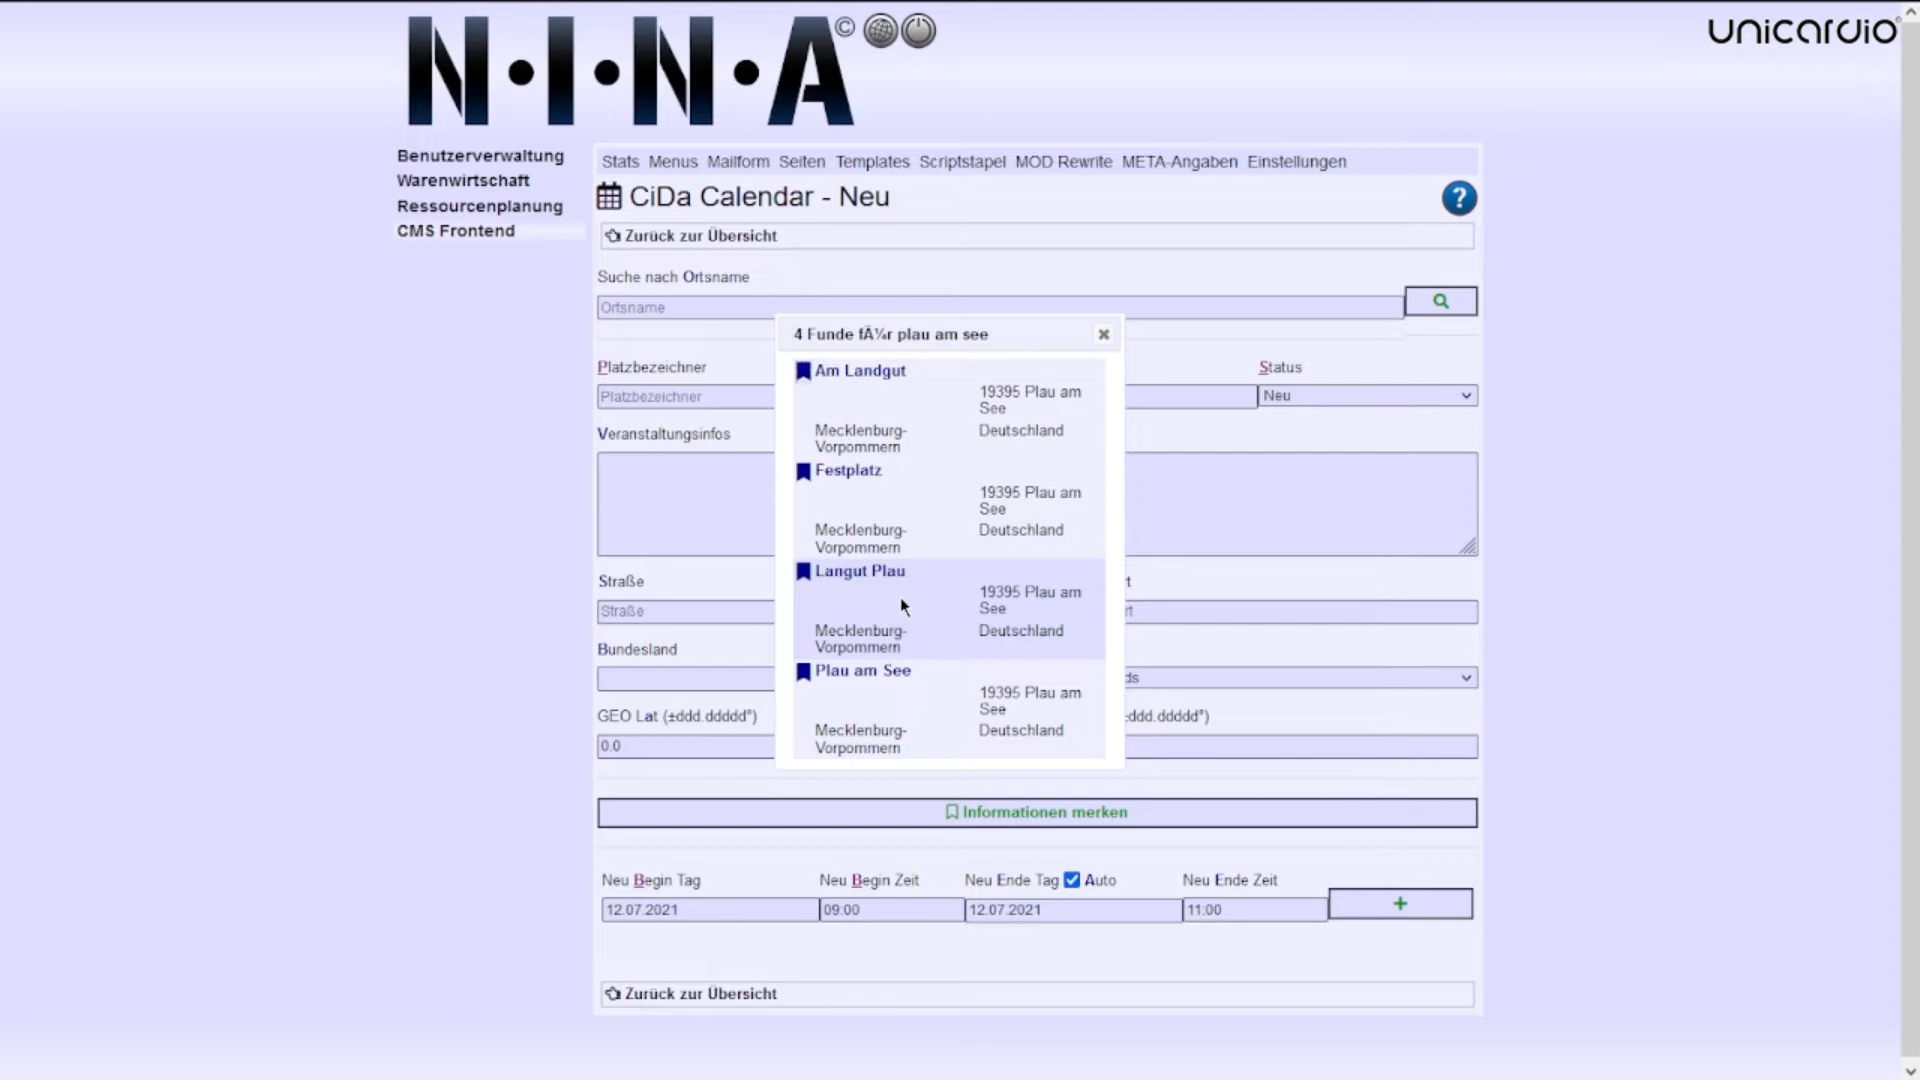 N·I·N·A©
unicardio
Benutzerverwaltung
Warenwirtschaft
Ressourcenplanung
CMS Frontend
Stats Menus Mailform Seiten Templates Scriptstapel MOD Rewrite META-Angaben Einstellungen
CiDa Calendar - Neu
?
Zurück zur Übersicht
Suche nach Ortsname
Ortsname
4 Funde fÃ¼r plau am see
Am Landgut
19395 Plau am
See
Mecklenburg-
Vorpommern
Deutschland
Festplatz
19395 Plau am
See
Mecklenburg-
Vorpommern
Deutschland
Langut Plau
19395 Plau am
See
Mecklenburg-
Vorpommern
Deutschland
Plau am See
19395 Plau am
See
Mecklenburg-
Vorpommern
Deutschland
Platzbezeichner
Platzbezeichner
Status
Neu
Veranstaltungsinfos
Straße
Straße
Bundesland
GEO Lat (±ddd.ddddd°)
ddd.ddddd°)
0.0
Informationen merken
Neu Begin Tag
Neu Begin Zeit
Neu Ende Tag Auto
Neu Ende Zeit
12.07.2021
09:00
12.07.2021
11:00
+
Zurück zur Übersicht